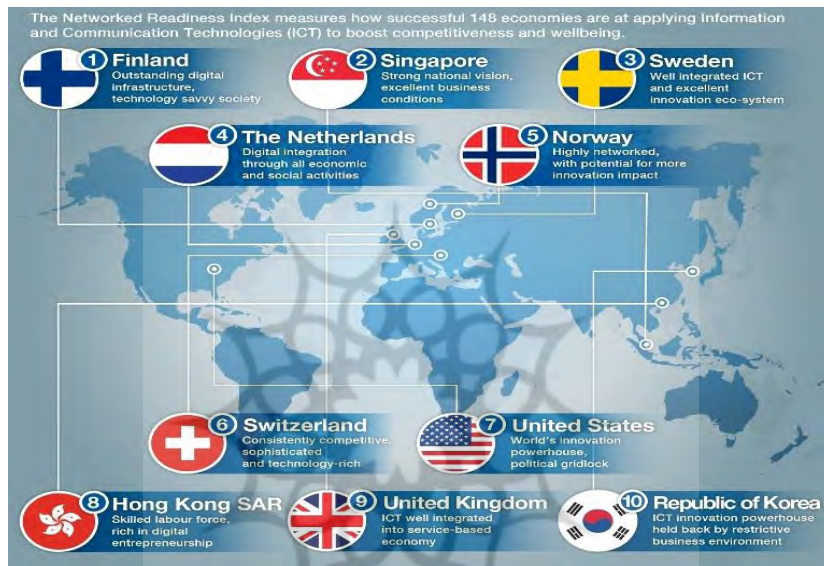 The Networked Readiness Index measures how successful 148 economies are at applying Information
and Communication Technologies (ICT) to boost competitiveness and wellbeing.
1 Finland
Outstanding digital
infrastructure,
technology savvy society
2 Singapore
Strong national vision,
excellent business
conditions
3 Sweden
Well integrated ICT
and excellent
innovation eco-system
4 The Netherlands
Digital integration
through all economic
and social activities
5 Norway
Highly networked,
with potential for more
innovation impact
6 Switzerland
Consistently competitive,
sophisticated
and technology-rich
7 United States
World's innovation
powerhouse,
political gridlock
8 Hong Kong SAR
Skilled labour force,
rich in digital
entrepreneurship
9 United Kingdom
ICT well integrated
into service-based
economy
10 Republic of Korea
ICT innovation powerhouse
held back by restrictive
business environment